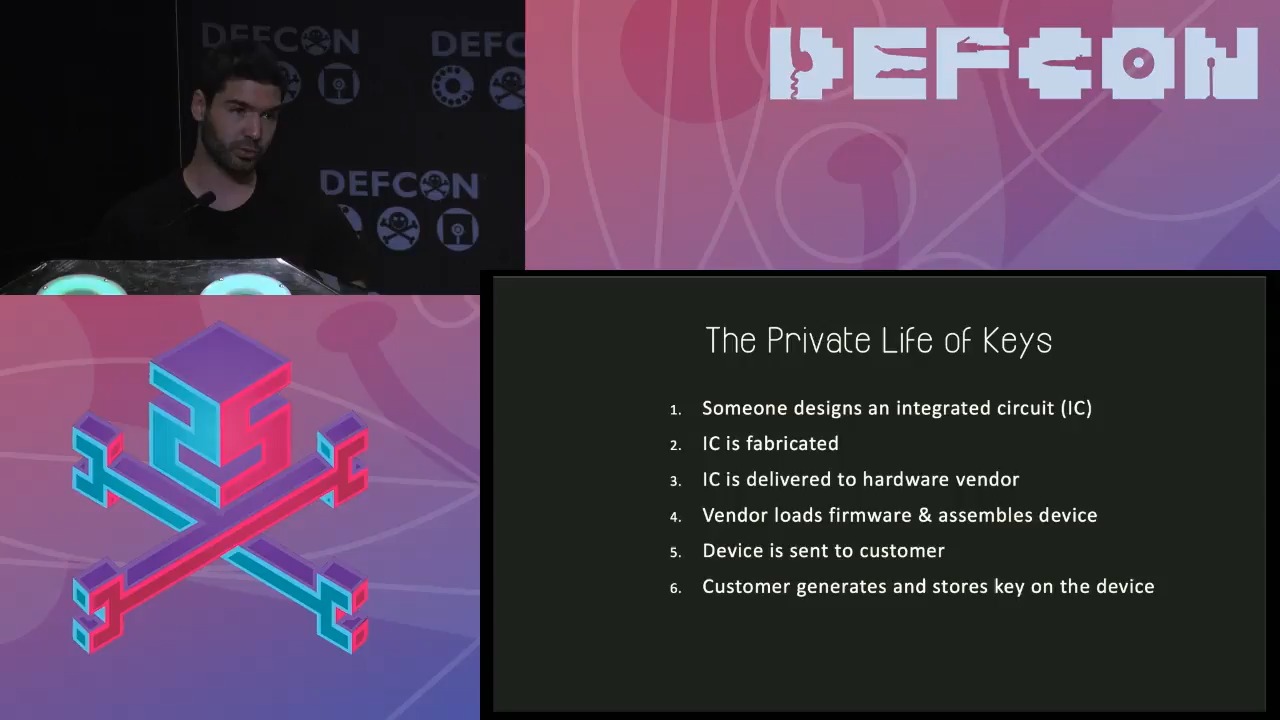 DEFCON
DEFC
DEFCON
DEFCON
The Private Life of Keys
1. Someone designs an integrated circuit (IC)
2. IC is fabricated
3. IC is delivered to hardware vendor
4. Vendor loads firmware & assembles device
5. Device is sent to customer
6. Customer generates and stores key on the device